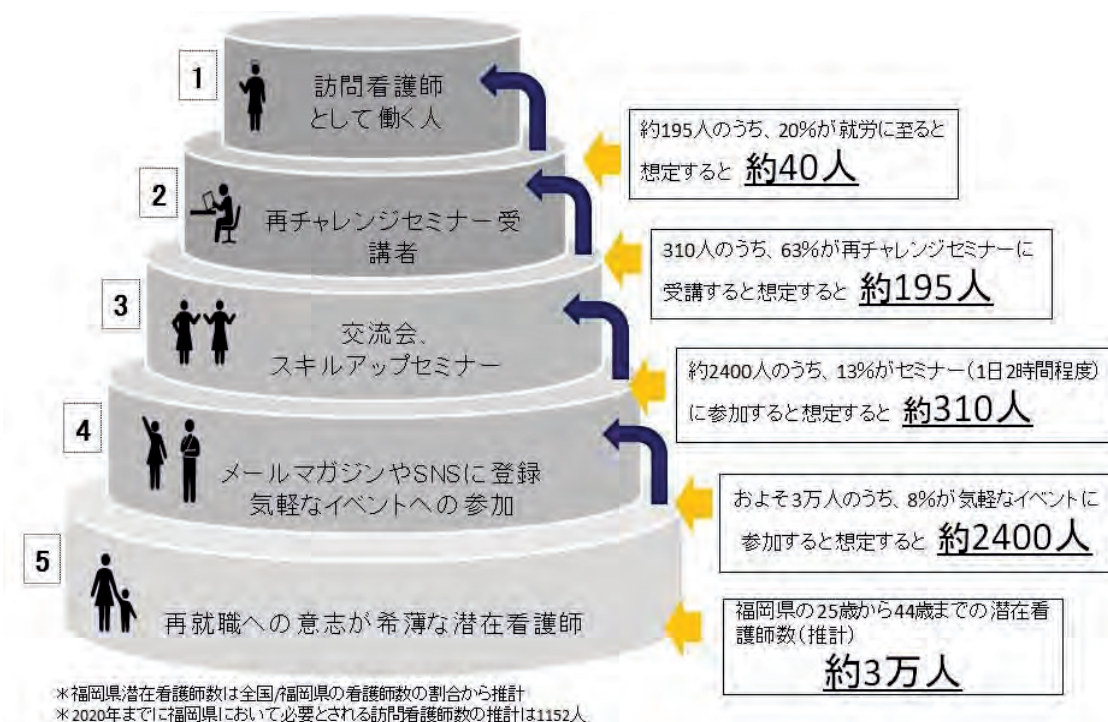 1
訪問看護師
として働く人
約195人のうち、20%が就労に至ると
想定すると 約40人
2
再チャレンジセミナー受
講者
310人のうち、63%が再チャレンジセミナーに
受講すると想定すると 約195人
3
交流会、
スキルアップセミナー
約2400人のうち、13%がセミナー(1日2時間程度)
に参加すると想定すると 約310人
4
メールマガジンやSNSに登録
気軽なイベントへの参加
およそ3万人のうち、8%が気軽なイベントに
参加すると想定すると 約2400人
5
再就職への意志が希薄な潜在看護師
福岡県の25歳から44歳までの潜在看
護師数(推計)
約3万人
*福岡県潜在看護師数は全国/福岡県の看護師数の割合から推計
*2020年までに福岡県において必要とされる訪問看護師数の推計は1152人